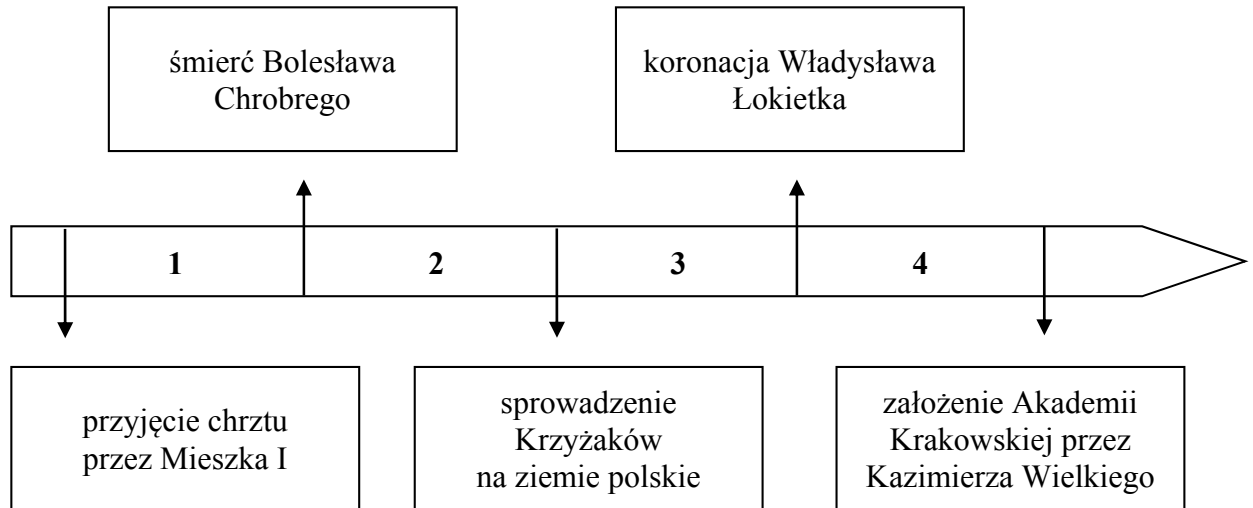 śmierć Bolesława
Chrobrego
koronacja Władysława
Łokietka
1
2
3
4
przyjęcie chrztu
przez Mieszka I
sprowadzenie
Krzyżaków
na ziemie polskie
założenie Akademii
Krakowskiej przez
Kazimierza Wielkiego